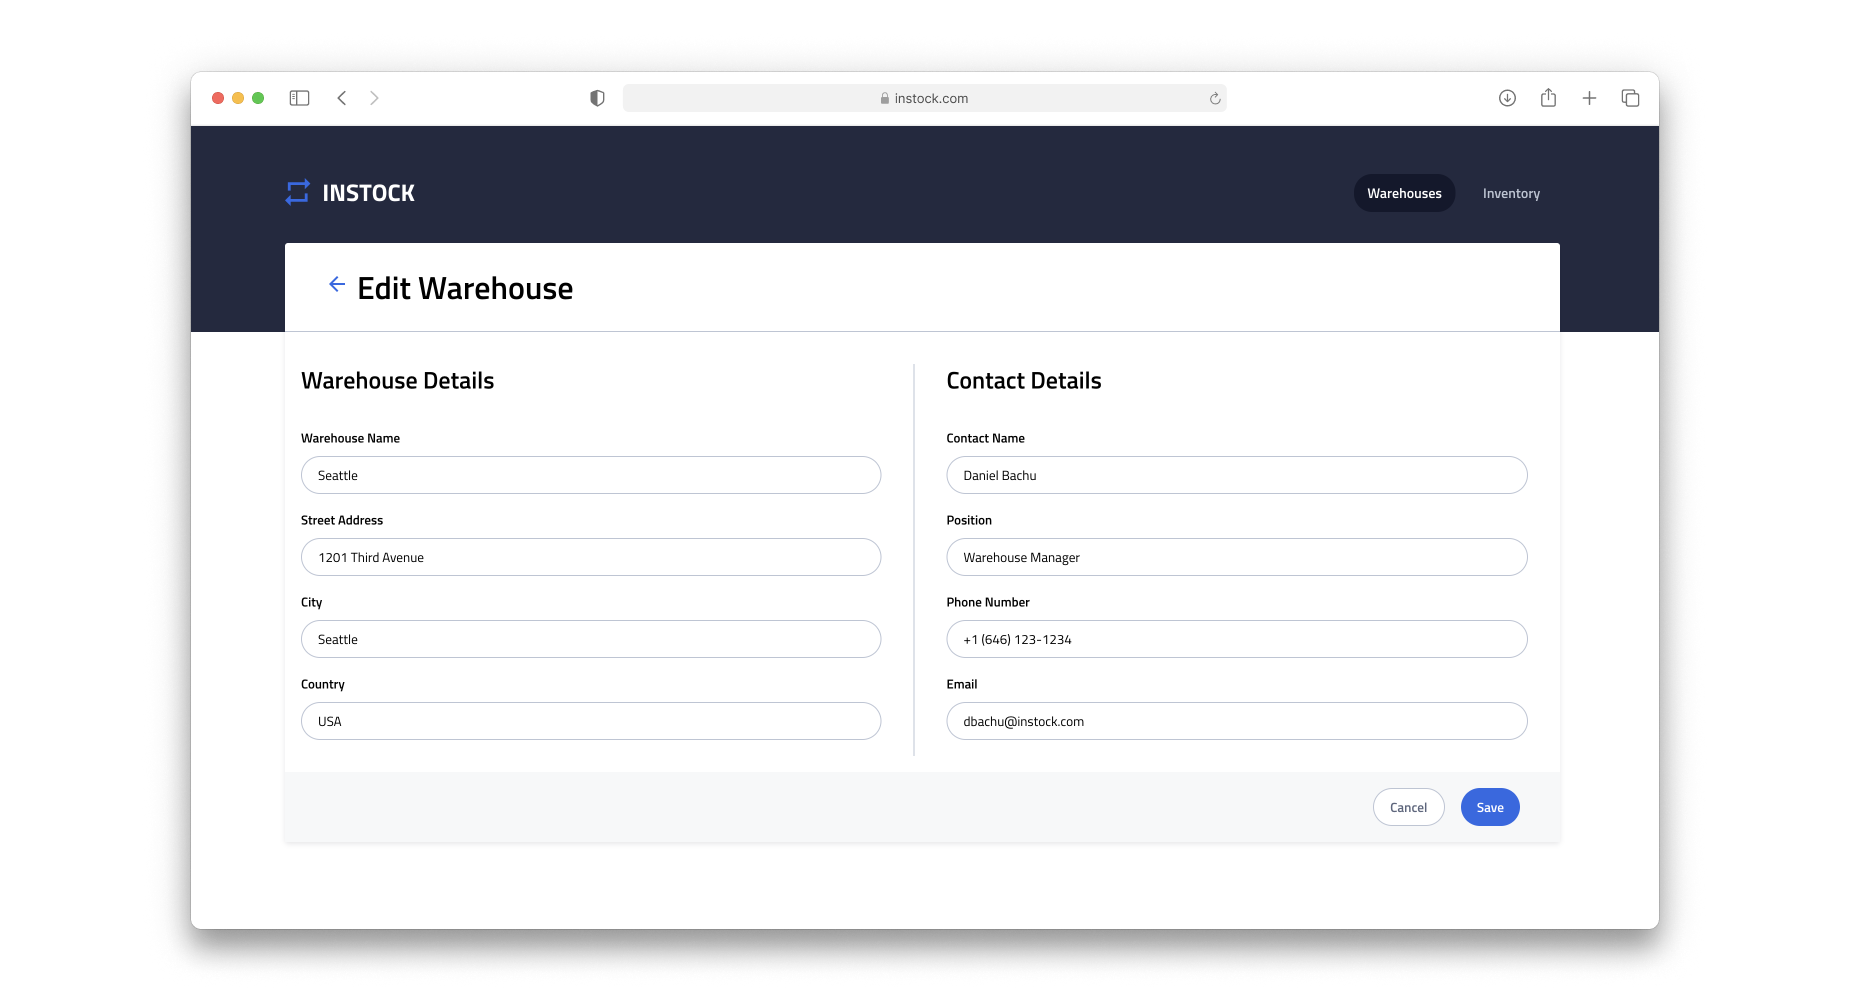 instock.com
INSTOCK
Warehouses
Inventory
Edit Warehouse
Warehouse Details
Warehouse Name
Seattle
Street Address
1201 Third Avenue
City
Seattle
Country
USA
Contact Details
Contact Name
Daniel Bachu
Position
Warehouse Manager
Phone Number
+1 (646) 123-1234
Email
dbachu@instock.com
Cancel
Save